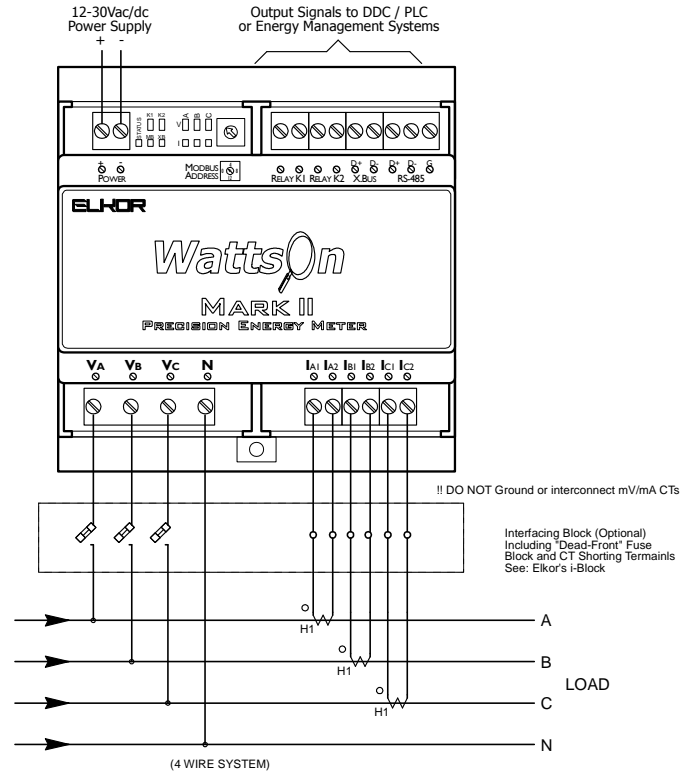 12-30Vac/dc
Power Supply
+ -
Output Signals to DDC / PLC
or Energy Management Systems
STATUS
K1 K2
MB XB
V
A B C
I
+ -
POWER
MODBUS
ADDRESS
RELAY K1 RELAY K2
D+ D-
X.BUS
D+ D- G
RS-485
ELKOR
WattsOn
MARK II
PRECISION ENERGY METER
VA VB VC N
IA1 IA2 IB1 IB2 IC1 IC2
!! DO NOT Ground or interconnect mV/mA CTs
Interfacing Block (Optional)
Including "Dead-Front" Fuse
Block and CT Shorting Termainls
See: Elkor's i-Block
H1
A
H1
B
LOAD
H1
C
N
(4 WIRE SYSTEM)